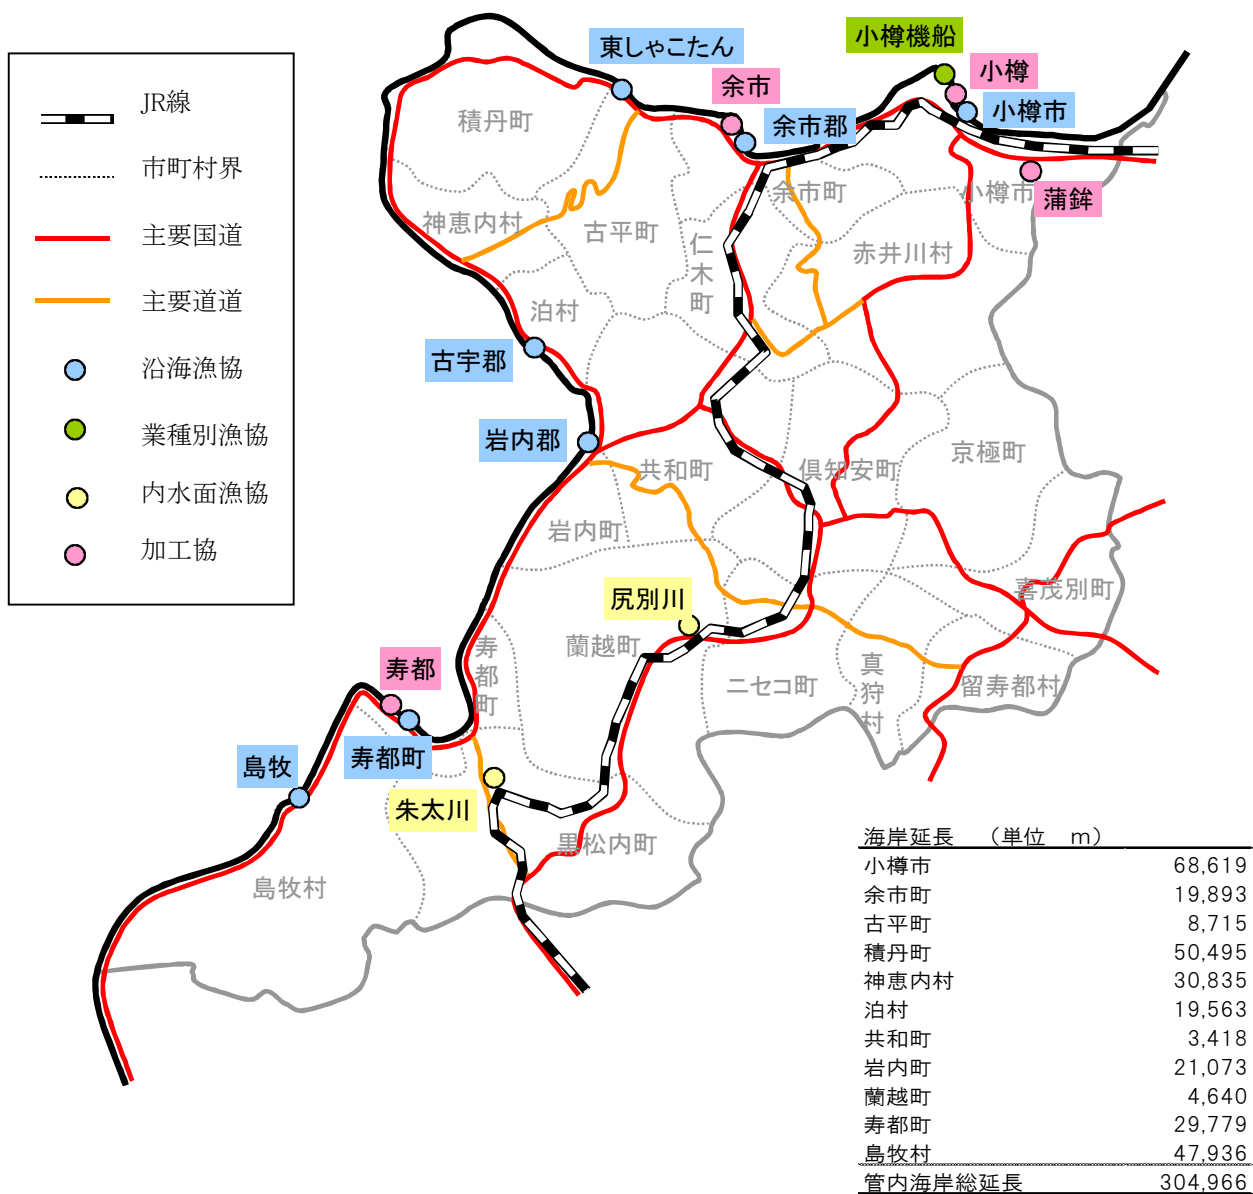 JR線
市町村界
主要国道
主要道道
沿海漁協
業種別漁協
内水面漁協
加工協
東しゃこたん
余市
余市郡
小樽機船
小樽
小樽市
蒲鉾
積丹町
神恵内村
古平町
仁木町
余市町
小樽市
赤井川村
泊村
古宇郡
岩内郡
共和町
倶知安町
京極町
岩内町
喜茂別町
尻別川
蘭越町
寿都町
ニセコ町
真狩村
留寿都村
寿都
寿都町
島牧
朱太川
黒松内町
島牧村
海岸延長 （単位 m）
小樽市 68,619
余市町 19,893
古平町 8,715
積丹町 50,495
神恵内村 30,835
泊村 19,563
共和町 3,418
岩内町 21,073
蘭越町 4,640
寿都町 29,779
島牧村 47,936
管内海岸総延長 304,966